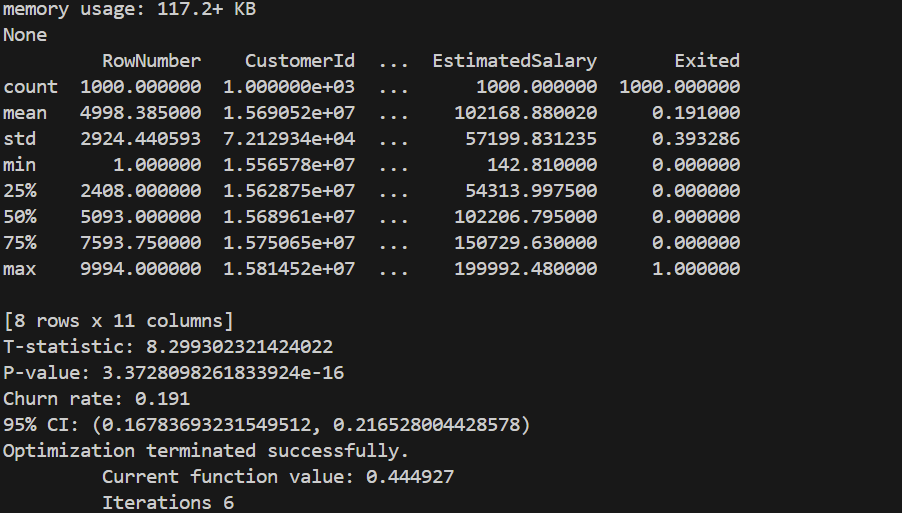 memory usage: 117.2+ KB
None
RowNumber CustomerId ... EstimatedSalary Exited
count 1000.000000 1.000000e+03 ... 1000.000000 1000.000000
mean 4998.385000 1.569052e+07 ... 102168.880020 0.191000
std 2924.440593 7.212934e+04 ... 57199.831235 0.393286
min 1.000000 1.556578e+07 ... 142.810000 0.000000
25% 2408.000000 1.562875e+07 ... 54313.997500 0.000000
50% 5093.000000 1.568961e+07 ... 102206.795000 0.000000
75% 7593.750000 1.575065e+07 ... 150729.630000 0.000000
max 9994.000000 1.581452e+07 ... 199992.480000 1.000000
[8 rows x 11 columns]
T-statistic: 8.299302321424022
P-value: 3.3728098261833924e-16
Churn rate: 0.191
95% CI: (0.16783693231549512, 0.216528004428578)
Optimization terminated successfully.
Current function value: 0.444927
Iterations 6